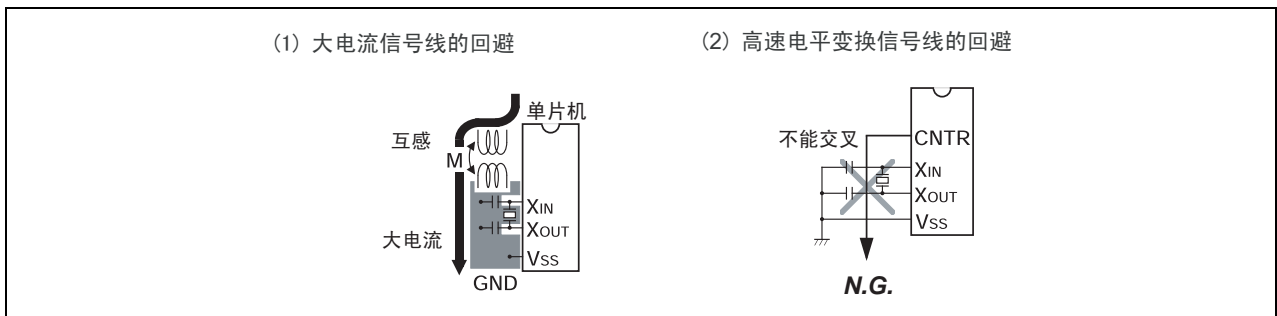 (1) 大电流信号线的回避
(2) 高速电平变换信号线的回避
单片机
互感
M
XIN
XOUT
大电流
VSS
GND
不能交叉
CNTR
XIN
XOUT
VSS
N.G.